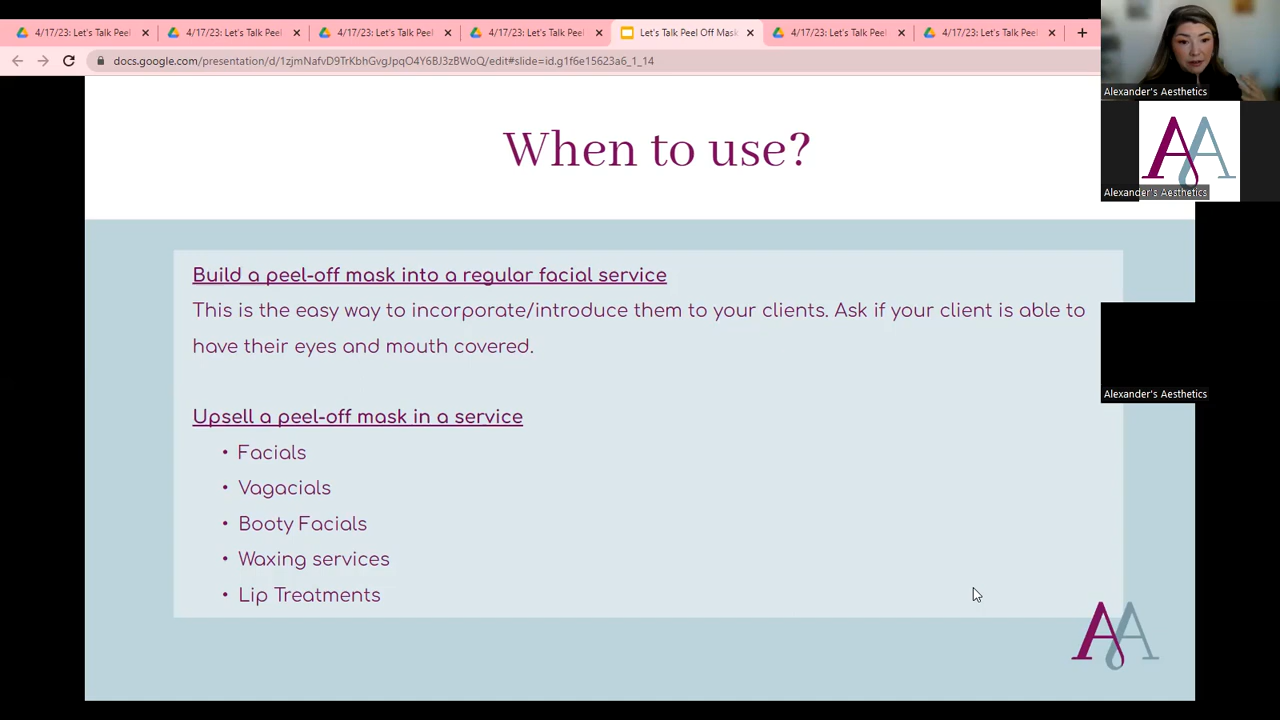 4/17/23: Let's Talk Peel
4/17/23: Let's Talk Peel
4/17/23: Let's Talk Peel
4/17/23: Let's Talk Peel
Let's Talk Peel Off Mask
4/17/23: Let's Talk Peel
4/17/23: Let's Talk Peel
docs.google.com/presentation/d/1zjmNafvD9TrKbhGvgJpqO4Y6BJ3zBWoQ/edit#slide=id.g1f6e15623a6_1_14
Alexander's Aesthetics
AA
Alexander's Aesthetics
When to use?
Build a peel-off mask into a regular facial service
This is the easy way to incorporate/introduce them to your clients. Ask if your client is able to
have their eyes and mouth covered.
Alexander's Aesthetics
Upsell a peel-off mask in a service
• Facials
• Vagacials
• Booty Facials
• Waxing services
• Lip Treatments
AA